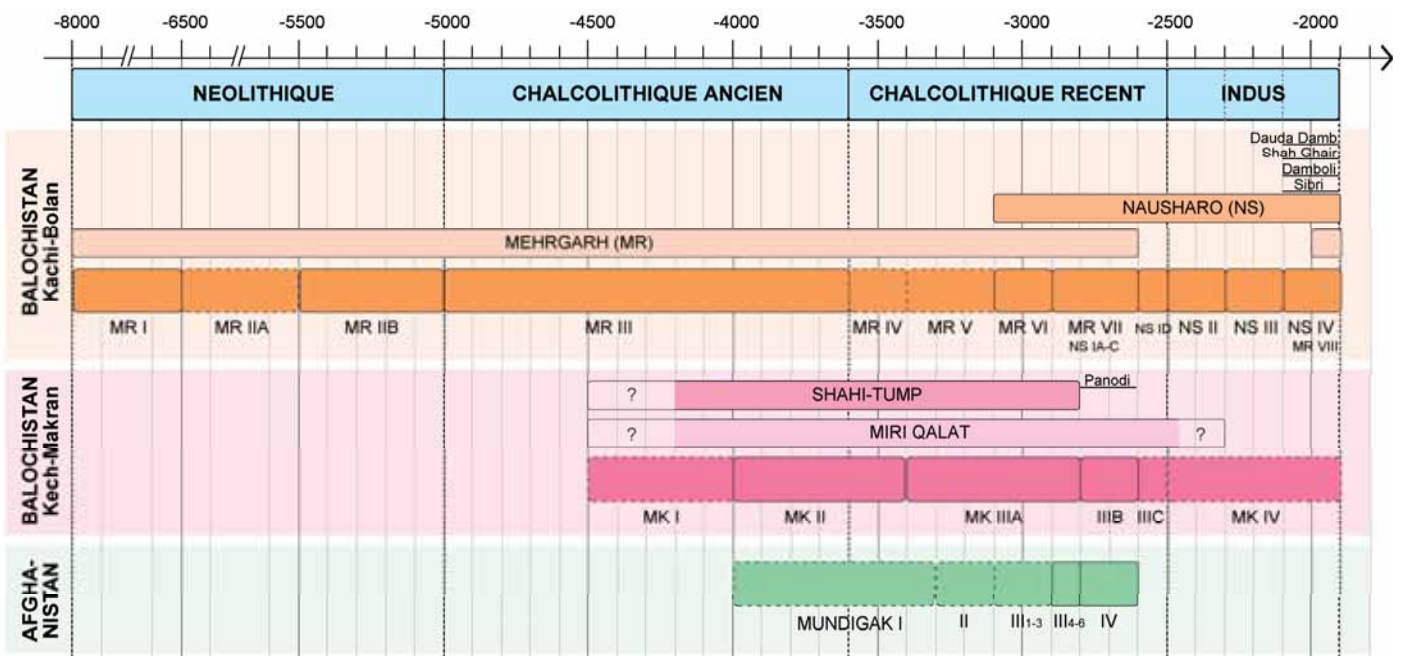 -8000 -6500 -5500 -5000 -4500 -4000 -3500 -3000 -2500 -2000
NEOLITHIQUE CHALCOLITHIQUE ANCIEN CHALCOLITHIQUE RECENT INDUS
BALOCHISTAN
Kachi-Bolan
Dauda Damb
Shah Ghair
Damboli
Sibri
NAUSHARO (NS)
MEHRGARH (MR)
MR I MR IIA MR IIB MR III MR IV MR V MR VI MR VII NS ID NS II NS III NS IV
NS IA-C MR VIII
BALOCHISTAN
Kech-Makran
Panodi
? SHAHI-TUMP
? MIRI QALAT ?
MK I MK II MK IIIA IIIB IIIC MK IV
AFGHA-
NISTAN
MUNDIGAK I II III1-3 III4-6 IV